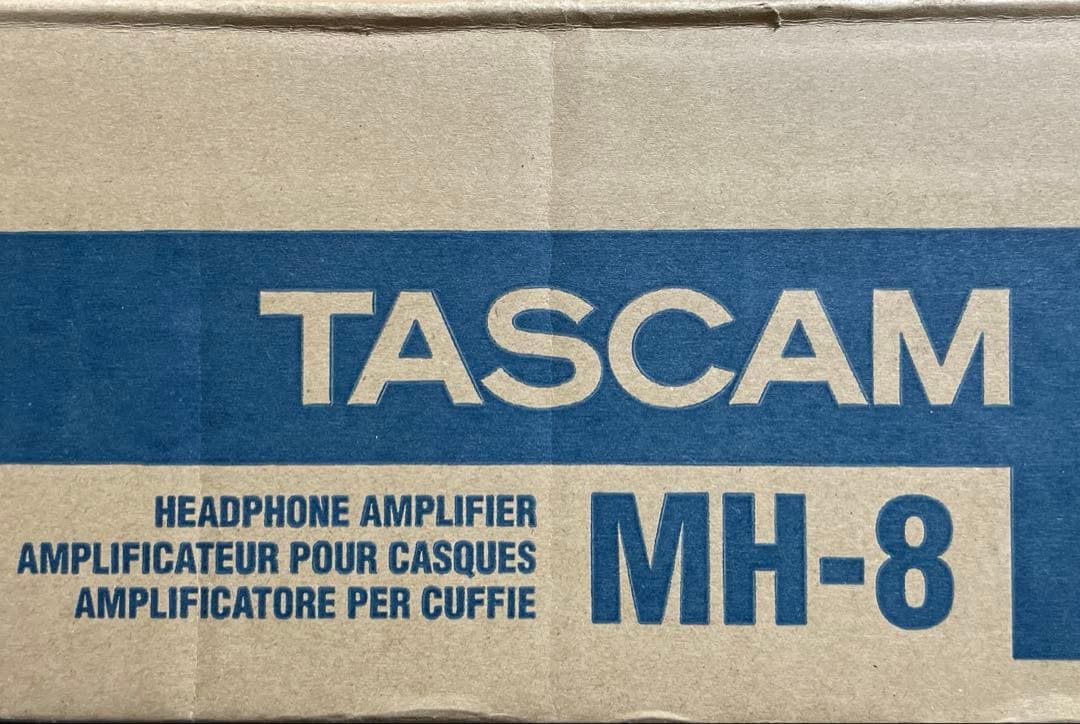 TASCAM
HEADPHONE AMPLIFIER
AMPLIFICATEUR POUR CASQUES
AMPLIFICATORE PER CUFFIE
MH-8